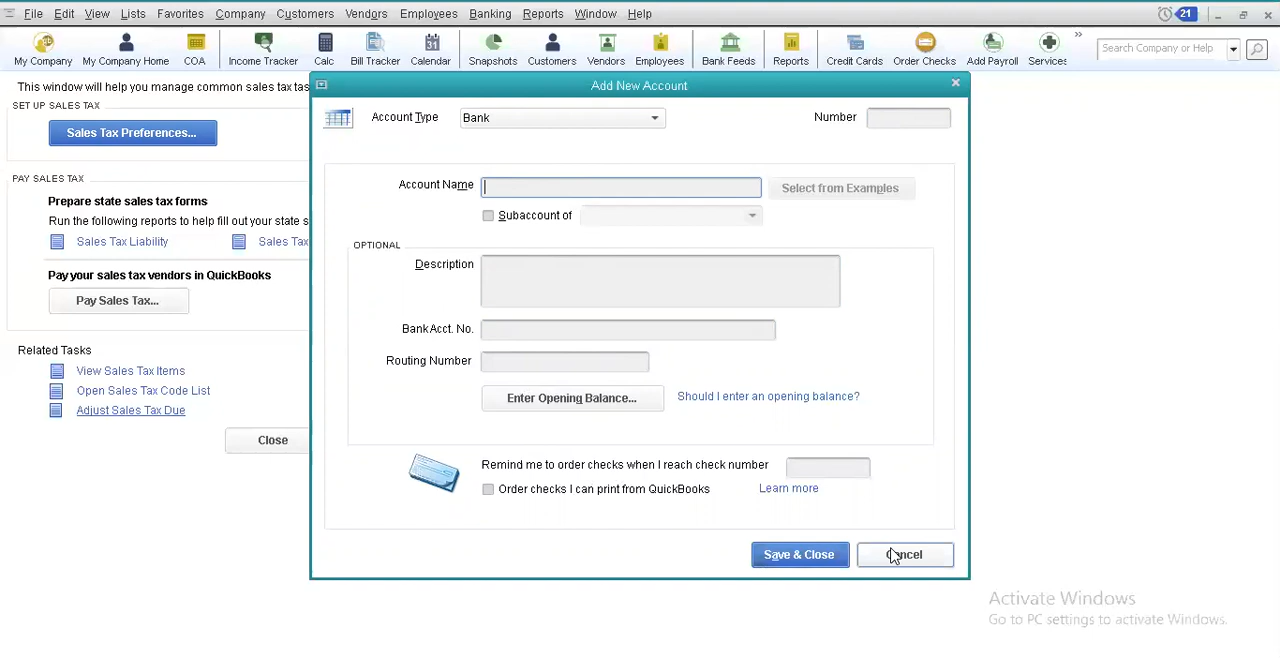 File Edit View Lists Favorites Company Customers Vendors Employees Banking Reports Window Help
21
My Company My Company Home COA Income Tracker Calc Bill Tracker Calendar Snapshots Customers Vendors Employees Bank Feeds Reports Credit Cards Order Checks Add Payroll Services
Search Company or Help
This window will help you manage common sales tax tas
SET UP SALES TAX
Sales Tax Preferences...
PAY SALES TAX
Prepare state sales tax forms
Run the following reports to help fill out your state s
Sales Tax Liability Sales Tax
Pay your sales tax vendors in QuickBooks
Pay Sales Tax...
Related Tasks
View Sales Tax Items
Open Sales Tax Code List
Adjust Sales Tax Due
Close
Add New Account
Account Type Bank Number
Account Name Select from Examples
Subaccount of
OPTIONAL
Description
Bank Acct. No.
Routing Number
Enter Opening Balance... Should I enter an opening balance?
Remind me to order checks when I reach check number
Order checks I can print from QuickBooks Learn more
Save & Close Cancel
Activate Windows
Go to PC settings to activate Windows.